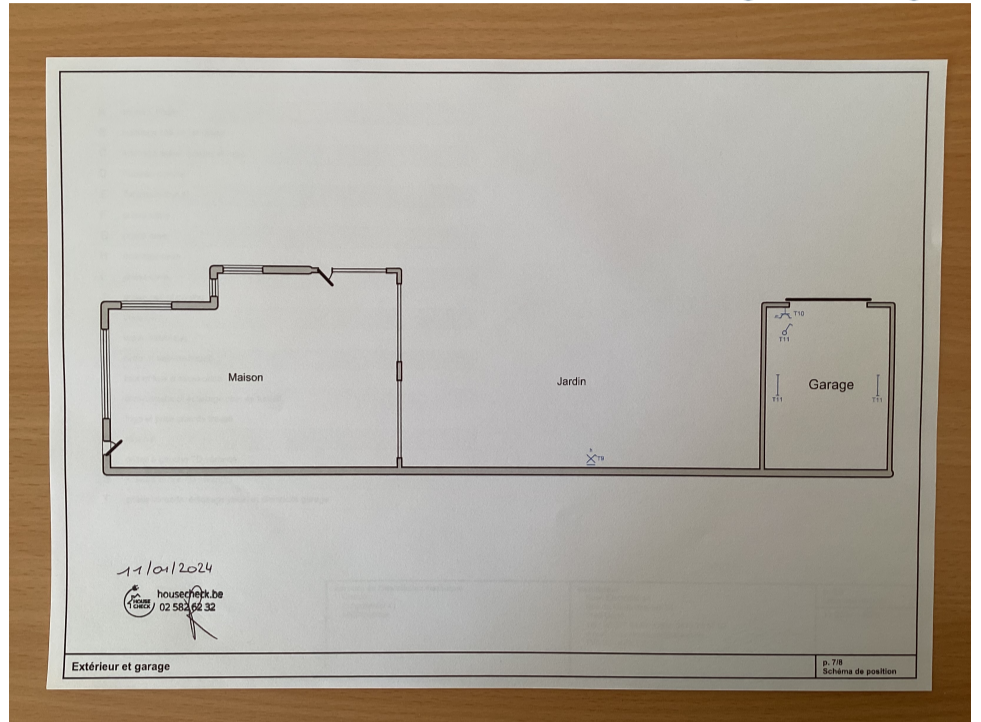 T10
T11
Maison
Jardin
Garage
T11
T11
T9
11/01/2024
HOUSE
CHECK
housecheck.be
02 582 62 32
Extérieur et garage
p. 7/8
Schéma de position